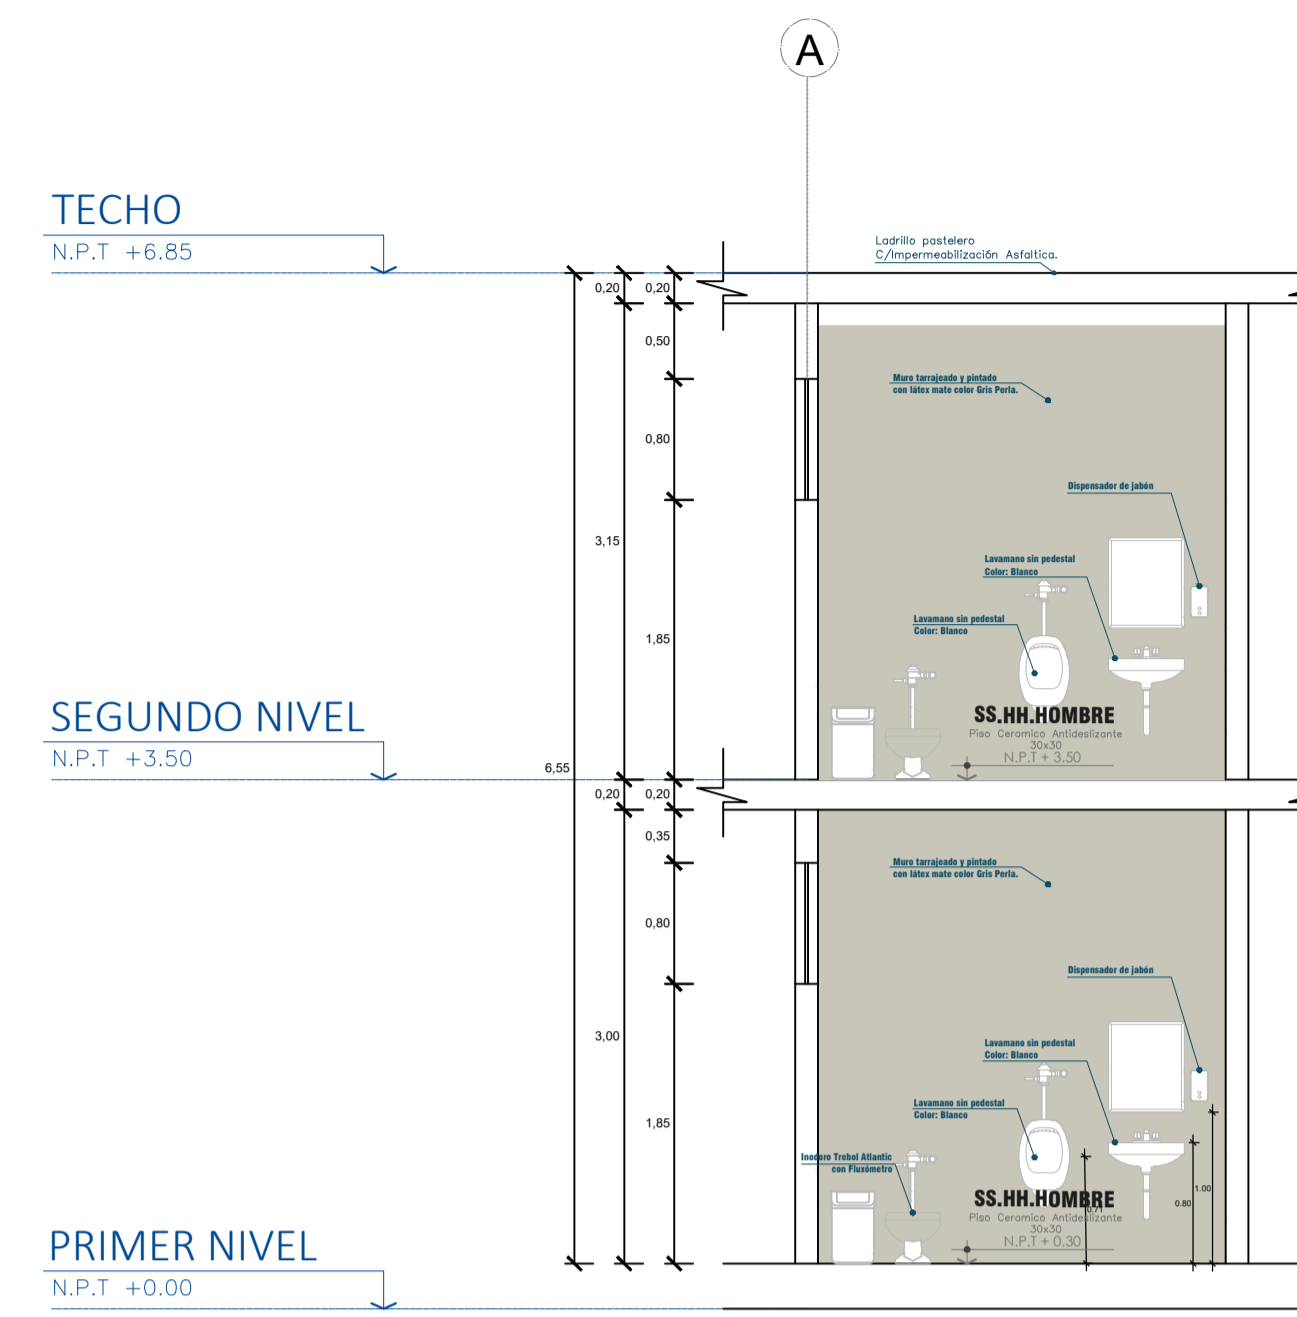 A
TECHO
N.P.T +6.85
Ladrillo pastelero
C/Impermeabilización Asfaltica.
0,20
0,20
0,50
Muro tarrajeado y pintado
con látex mate color Gris Perla.
0,80
Dispensador de jabón
3,15
Lavamano sin pedestal
Color: Blanco
Lavamano sin pedestal
Color: Blanco
1,85
SEGUNDO NIVEL
N.P.T +3.50
SS.HH.HOMBRE
Piso Ceramico Antideslizante
30x30
N.P.T + 3.50
6,55
0,20
0,20
0,35
Muro tarrajeado y pintado
con látex mate color Gris Perla.
0,80
Dispensador de jabón
3,00
Lavamano sin pedestal
Color: Blanco
Lavamano sin pedestal
Color: Blanco
1,85
Inodoro Trebol Atlantic
con Fluxómetro
1.00
0.80
0.71
SS.HH.HOMBRE
Piso Ceramico Antideslizante
30x30
N.P.T + 0.30
PRIMER NIVEL
N.P.T +0.00